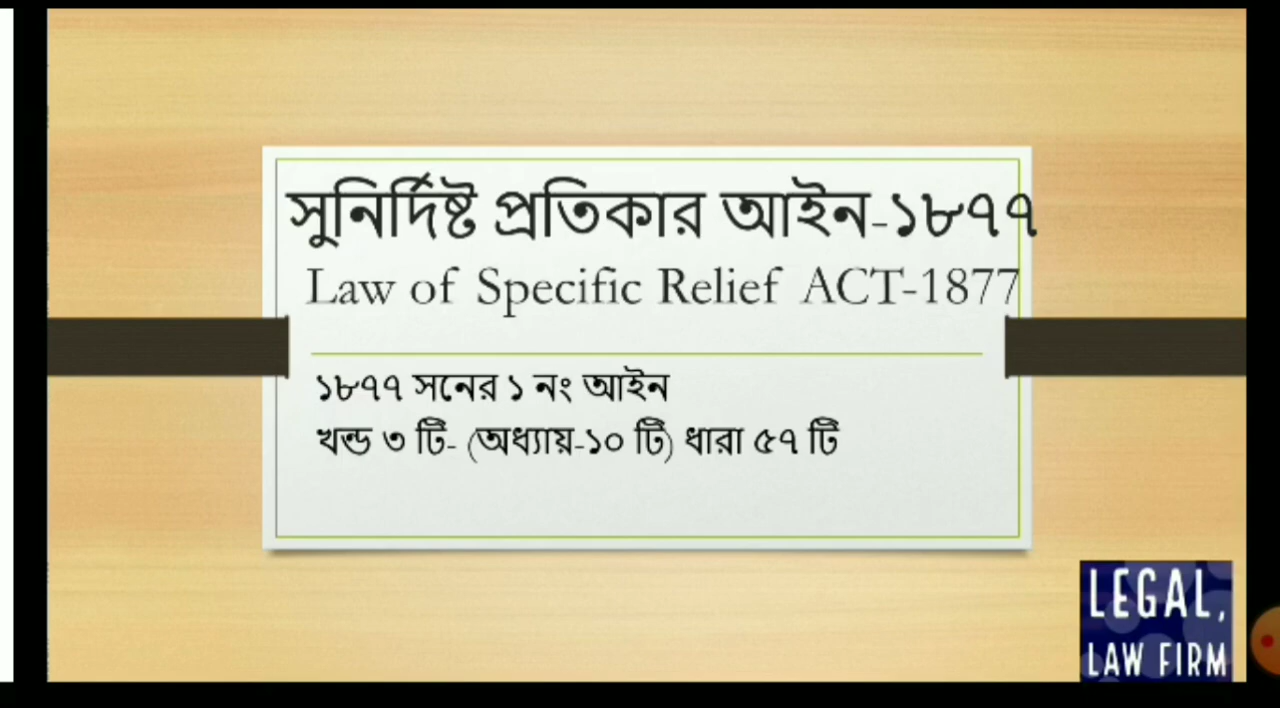 সুনির্দিষ্ট প্রতিকার আইন-১৮৭৭
Law of Specific Relief ACT-1877
১৮৭৭ সনের ১ নং আইন
খন্ড ৩ টি- (অধ্যায়-১০ টি) ধারা ৫৭ টি
LEGAL,
LAW FIRM